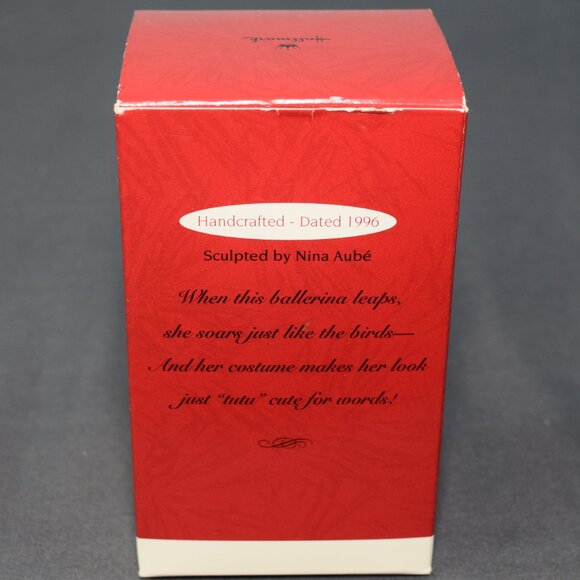 Hallmark
Handcrafted - Dated 1996
Sculpted by Nina Aubé
When this ballerina leaps,
she soars just like the birds—
And her costume makes her look
just "tutu" cute for words!